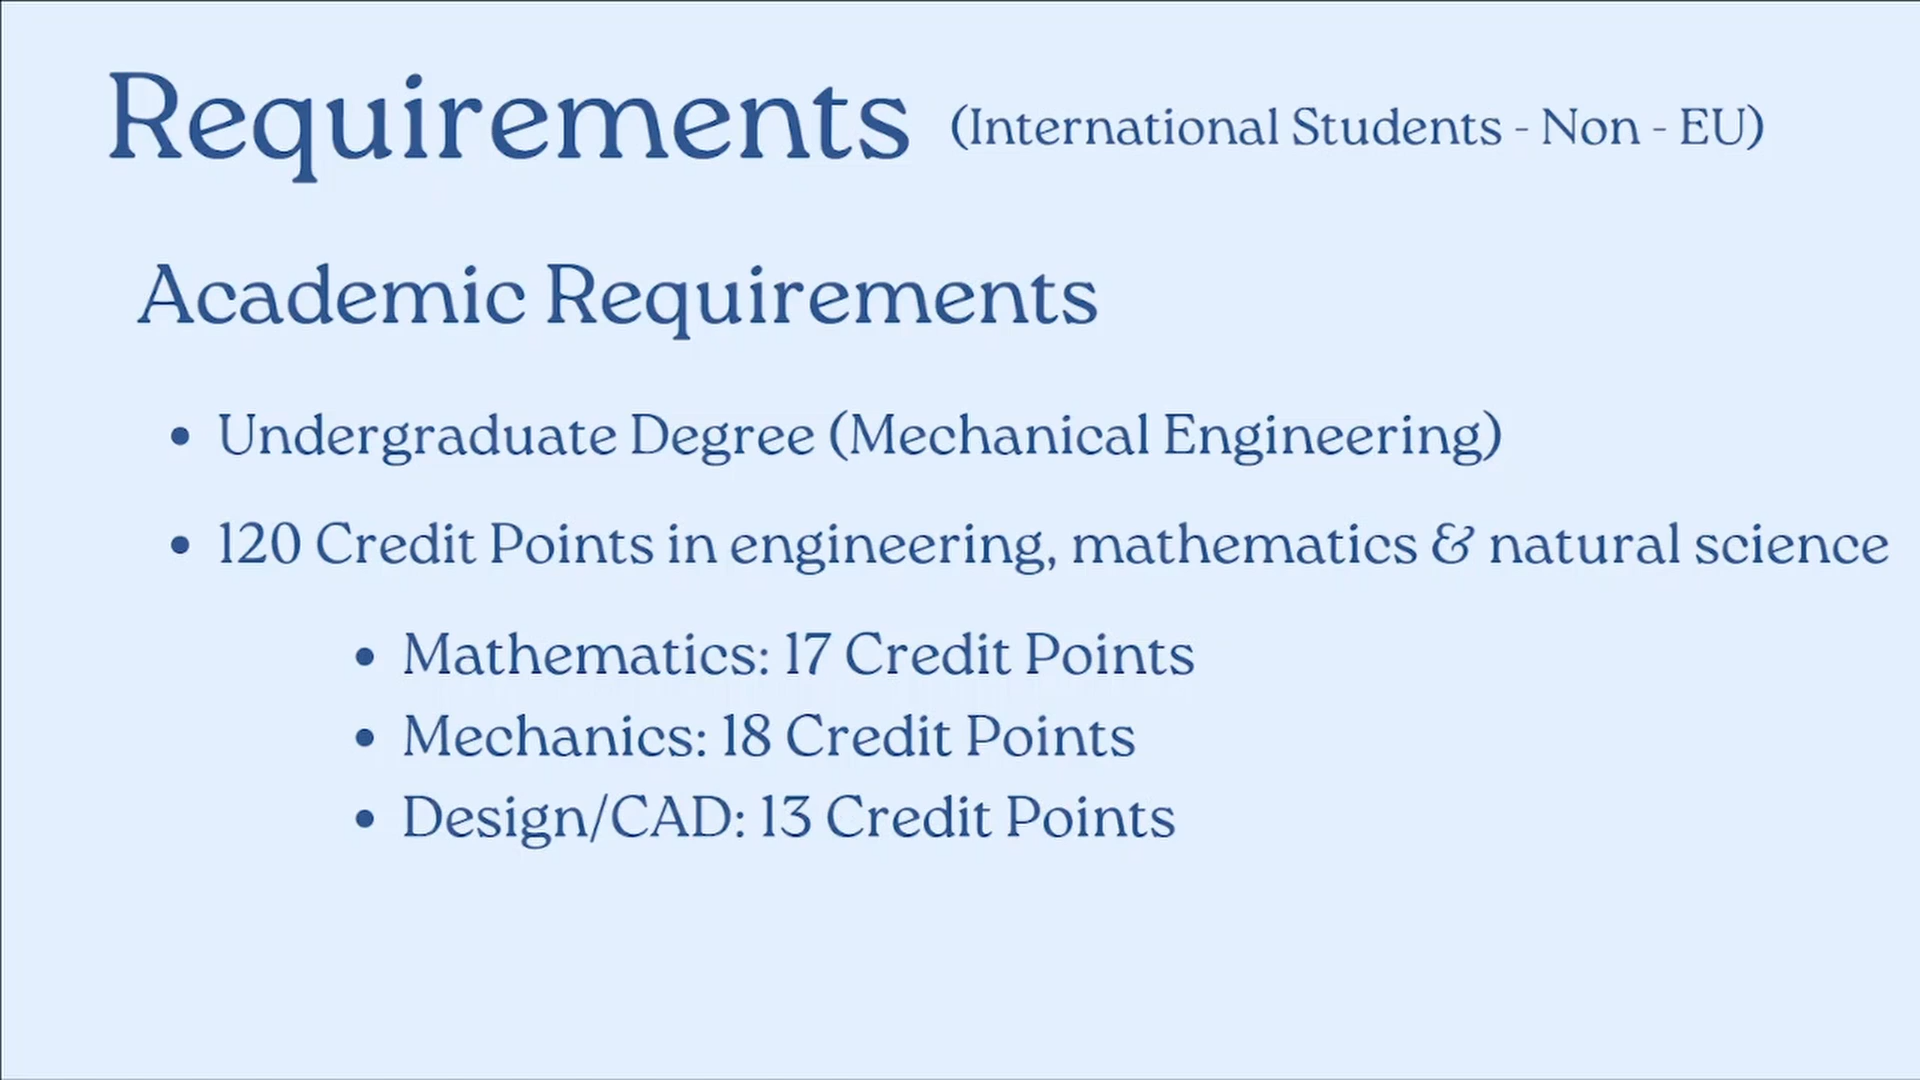 Requirements (International Students - Non - EU)
Academic Requirements
• Undergraduate Degree (Mechanical Engineering)
• 120 Credit Points in engineering, mathematics & natural science
• Mathematics: 17 Credit Points
• Mechanics: 18 Credit Points
• Design/CAD: 13 Credit Points